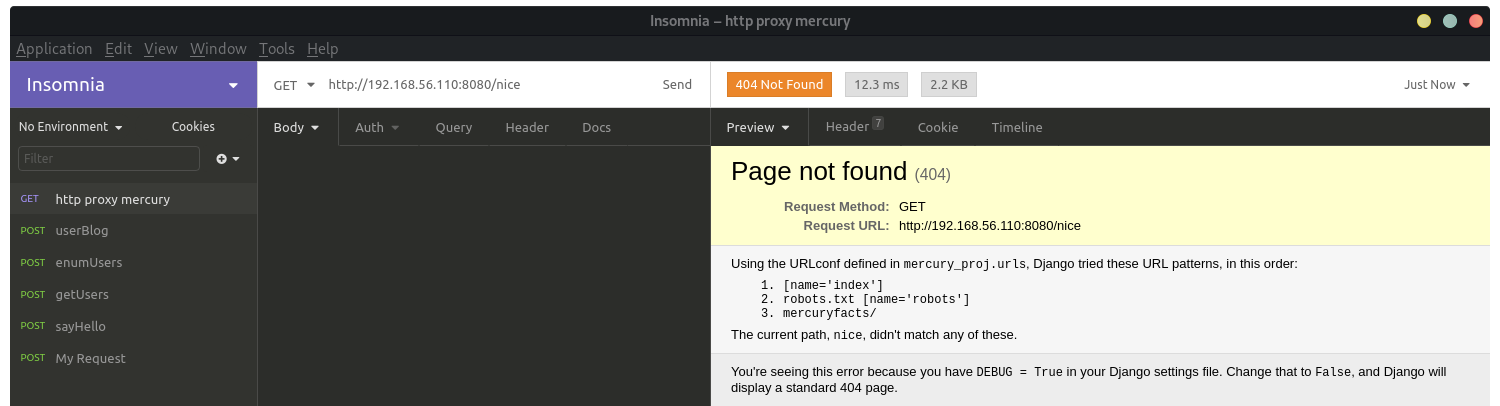 Insomnia – http proxy mercury
Application Edit View Window Tools Help
Insomnia
GET http://192.168.56.110:8080/nice Send
404 Not Found 12.3 ms 2.2 KB Just Now
No Environment Cookies
Body Auth Query Header Docs
Preview Header 7 Cookie Timeline
Filter
GET http proxy mercury
POST userBlog
POST enumUsers
POST getUsers
POST sayHello
POST My Request
Page not found (404)
Request Method: GET
Request URL: http://192.168.56.110:8080/nice
Using the URLconf defined in mercury_proj.urls, Django tried these URL patterns, in this order:
1. [name='index']
2. robots.txt [name='robots']
3. mercuryfacts/
The current path, nice, didn't match any of these.
You're seeing this error because you have DEBUG = True in your Django settings file. Change that to False, and Django will
display a standard 404 page.